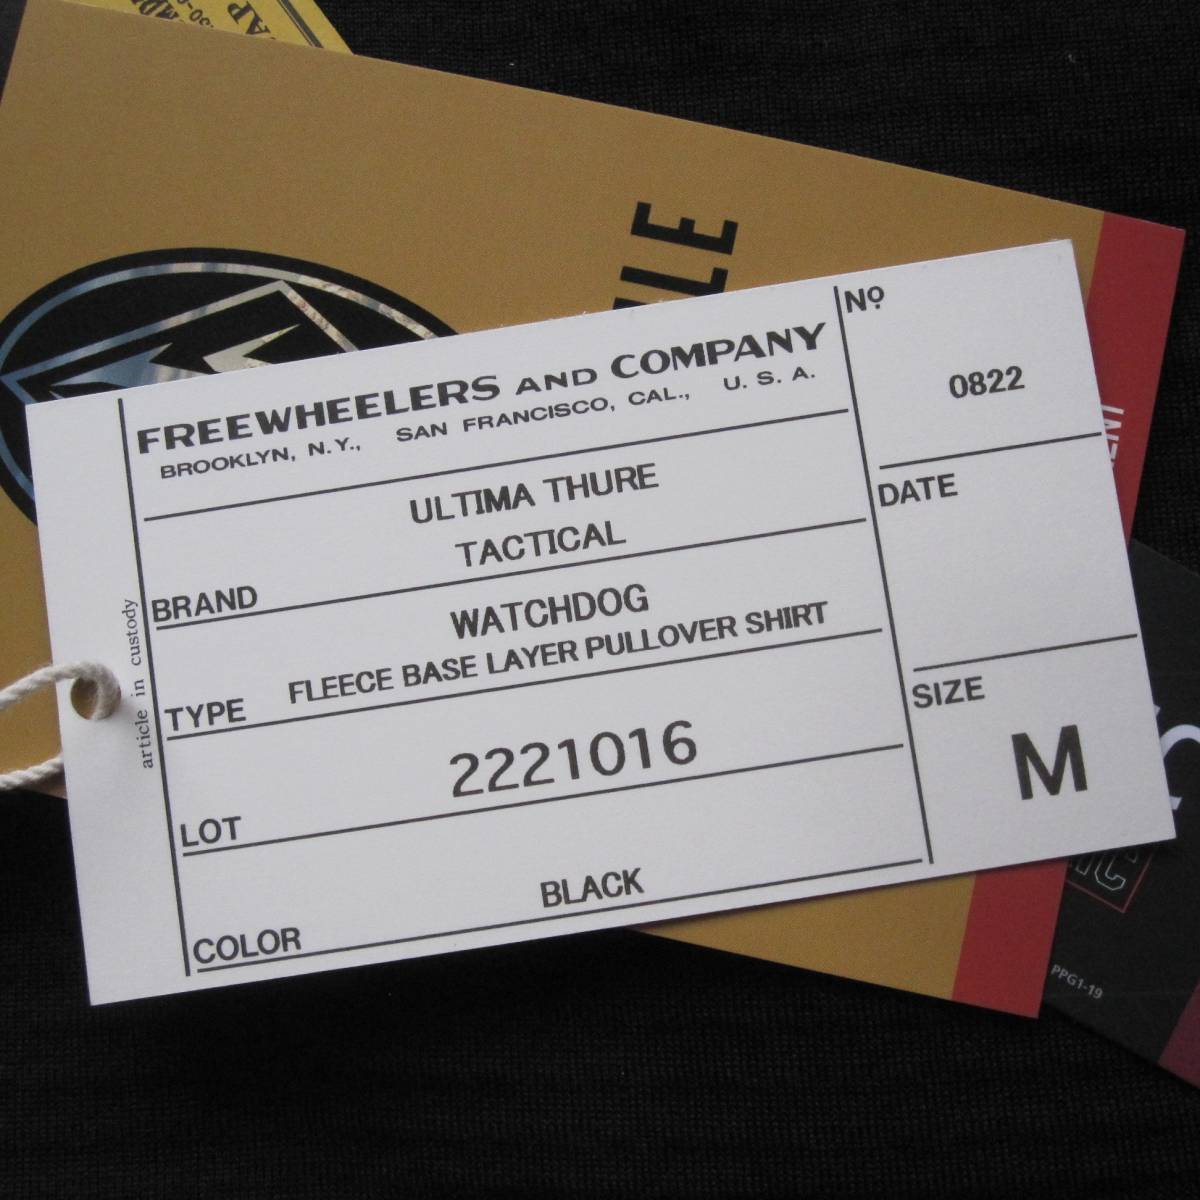 FREEWHEELERS AND COMPANY
BROOKLYN, N.Y., SAN FRANCISCO, CAL., U. S. A.
Nº
0822
ULTIMA THURE
TACTICAL
BRAND
DATE
WATCHDOG
FLEECE BASE LAYER PULLOVER SHIRT
TYPE
SIZE
M
2221016
LOT
BLACK
COLOR
article in custody
PPG1-19